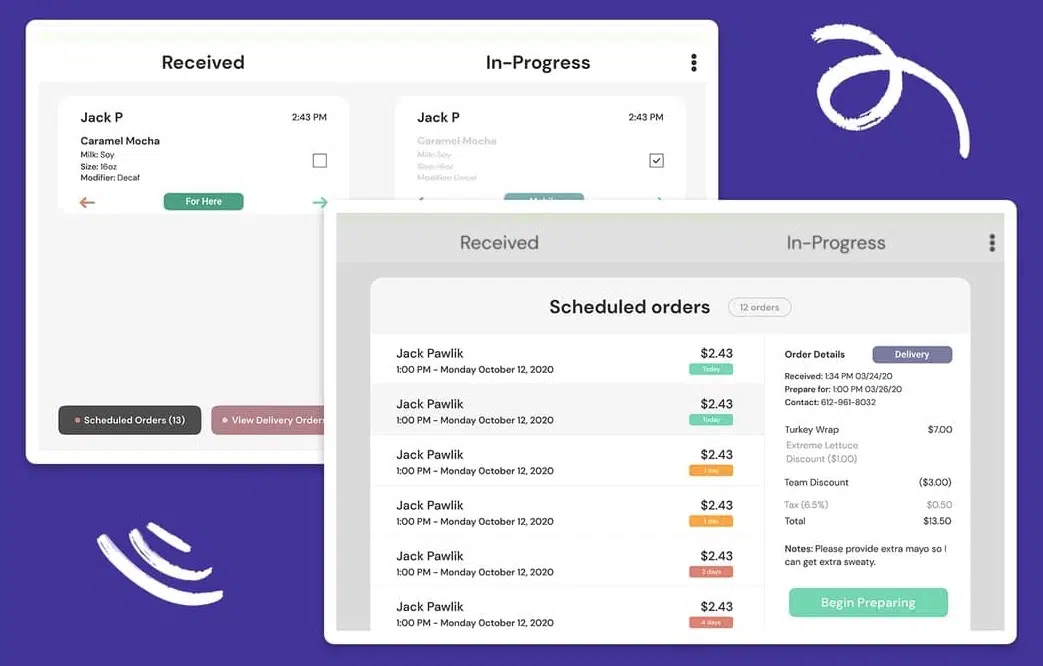 Received
In-Progress
Jack P
2:43 PM
Caramel Mocha
Milk: Soy
Size: 16oz
Modifier: Decaf
For Here
Jack P
2:43 PM
Caramel Mocha
Milk: Soy
Size: 16oz
Modifier: Decaf
Scheduled Orders (13)
View Delivery Orders
Received
In-Progress
Scheduled orders
12 orders
Jack Pawlik
$2.43
1:00 PM - Monday October 12, 2020
Today
Jack Pawlik
$2.43
1:00 PM - Monday October 12, 2020
Today
Jack Pawlik
$2.43
1:00 PM - Monday October 12, 2020
1 day
Jack Pawlik
$2.43
1:00 PM - Monday October 12, 2020
1 day
Jack Pawlik
$2.43
1:00 PM - Monday October 12, 2020
3 days
Jack Pawlik
$2.43
1:00 PM - Monday October 12, 2020
4 days
Order Details
Delivery
Received: 1:34 PM 03/24/20
Prepare for: 1:00 PM 03/26/20
Contact: 612-961-8032
Turkey Wrap
$7.00
Extreme Lettuce
Discount ($1.00)
Team Discount
($3.00)
Tax (6.5%)
$0.50
Total
$13.50
Notes: Please provide extra mayo so I
can get extra sweaty.
Begin Preparing